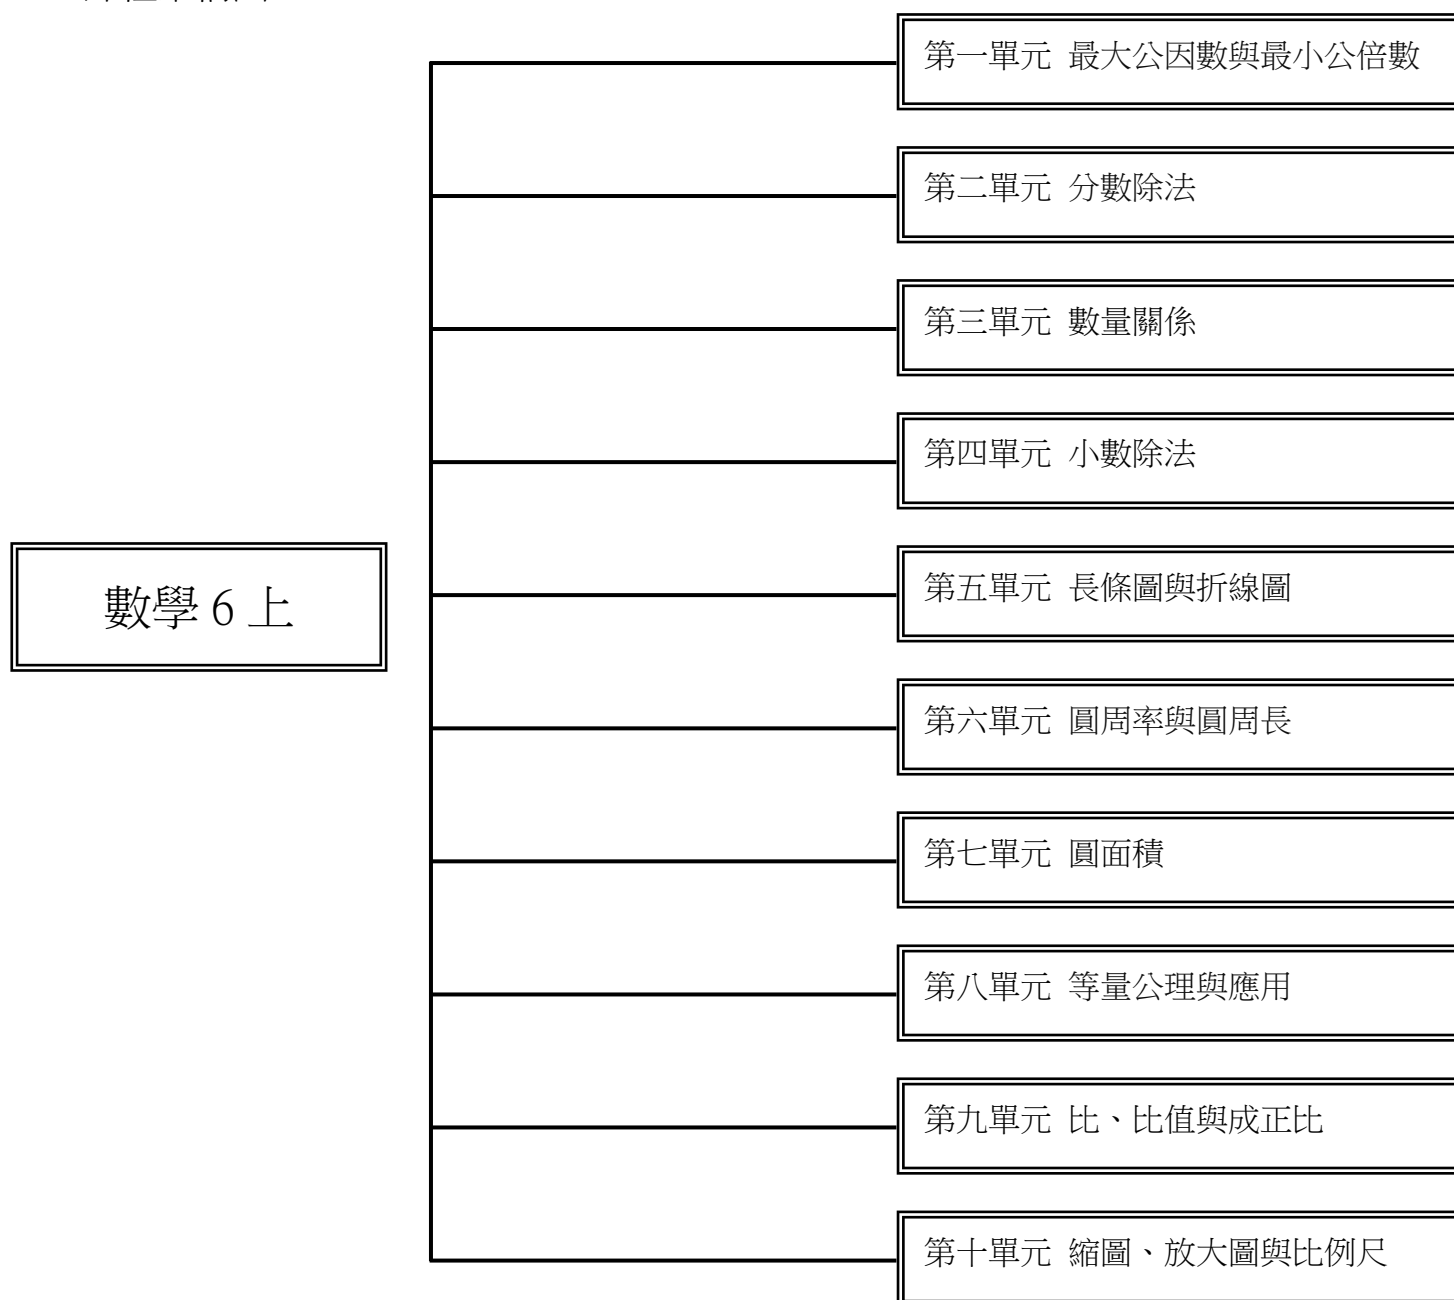 第一單元 最大公因數與最小公倍數
第二單元 分數除法
第三單元 數量關係
第四單元 小數除法
數學 6 上
第五單元 長條圖與折線圖
第六單元 圓周率與圓周長
第七單元 圓面積
第八單元 等量公理與應用
第九單元 比、比值與成正比
第十單元 縮圖、放大圖與比例尺